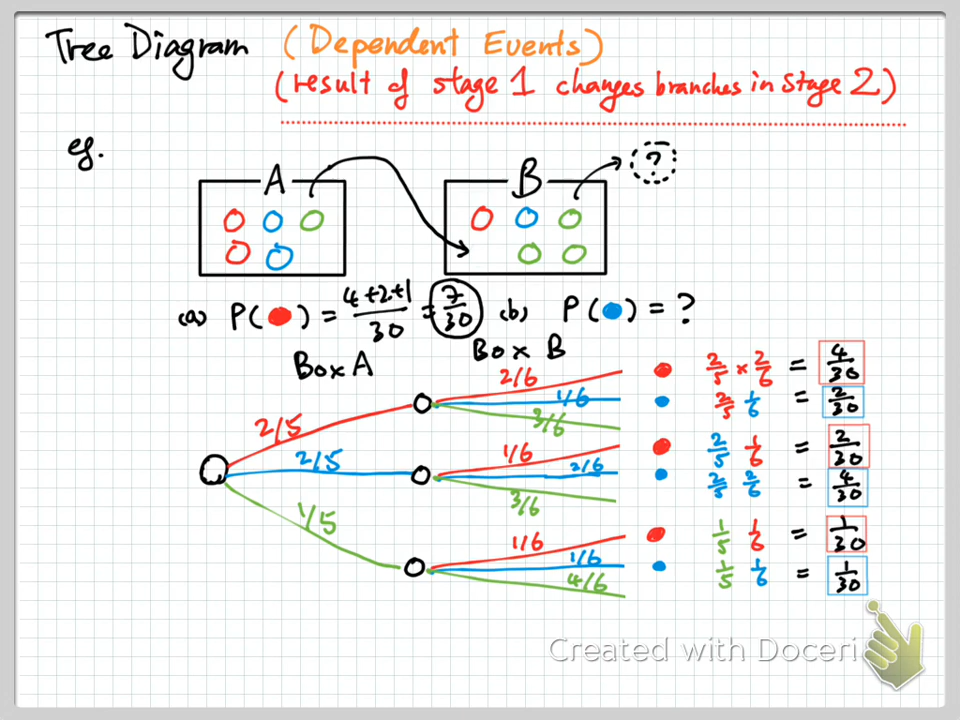 Tree Diagram (Dependent Events)
(result of stage 1 changes branches in Stage 2)
eg.
A B ?
(a) P( ) = 4+2+1/30 = 7/30 (b) P( ) = ?
Box A Box B
2/6 2/5 × 2/6 = 4/30
1/6 2/5 1/6 = 2/30
2/5 3/6
1/6 2/5 1/6 = 2/30
2/5 2/6 2/5 2/6 = 4/30
3/6
1/5 1/6 1/5 1/6 = 1/30
1/6 1/5 1/6 = 1/30
4/6
Created with Doceri